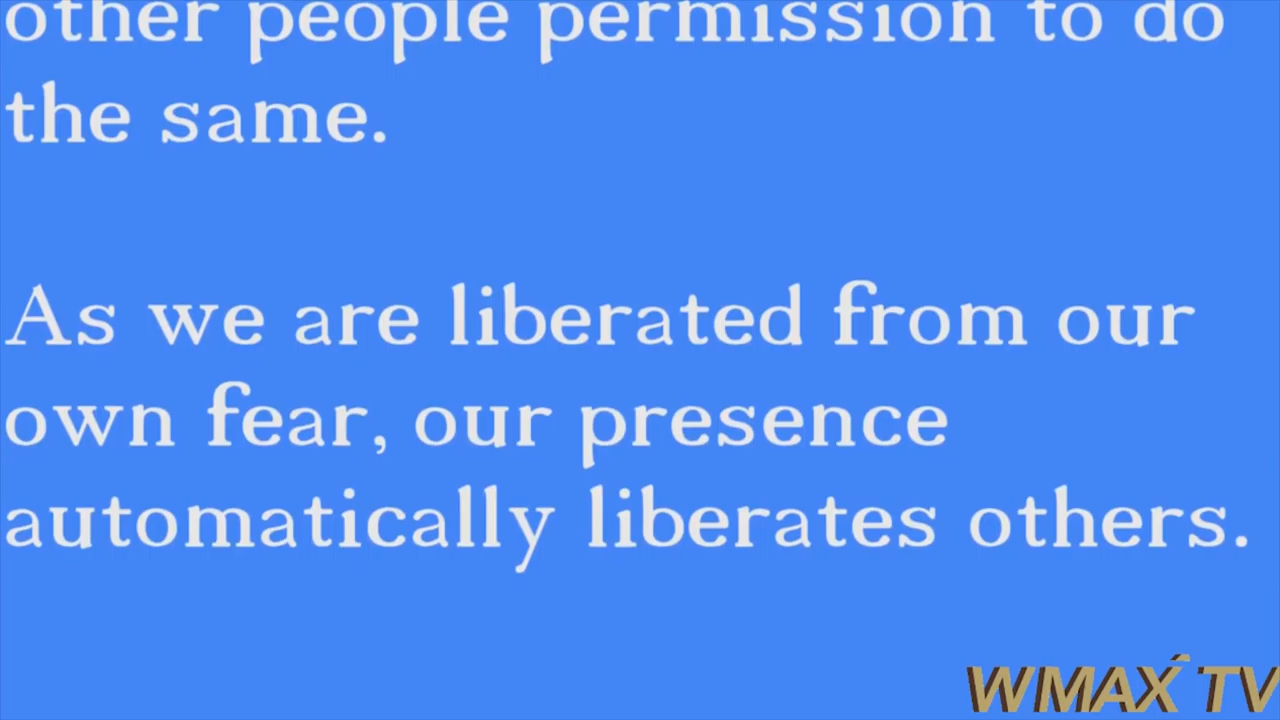 other people permission to do
the same.
As we are liberated from our
own fear, our presence
automatically liberates others.
WMAX TV